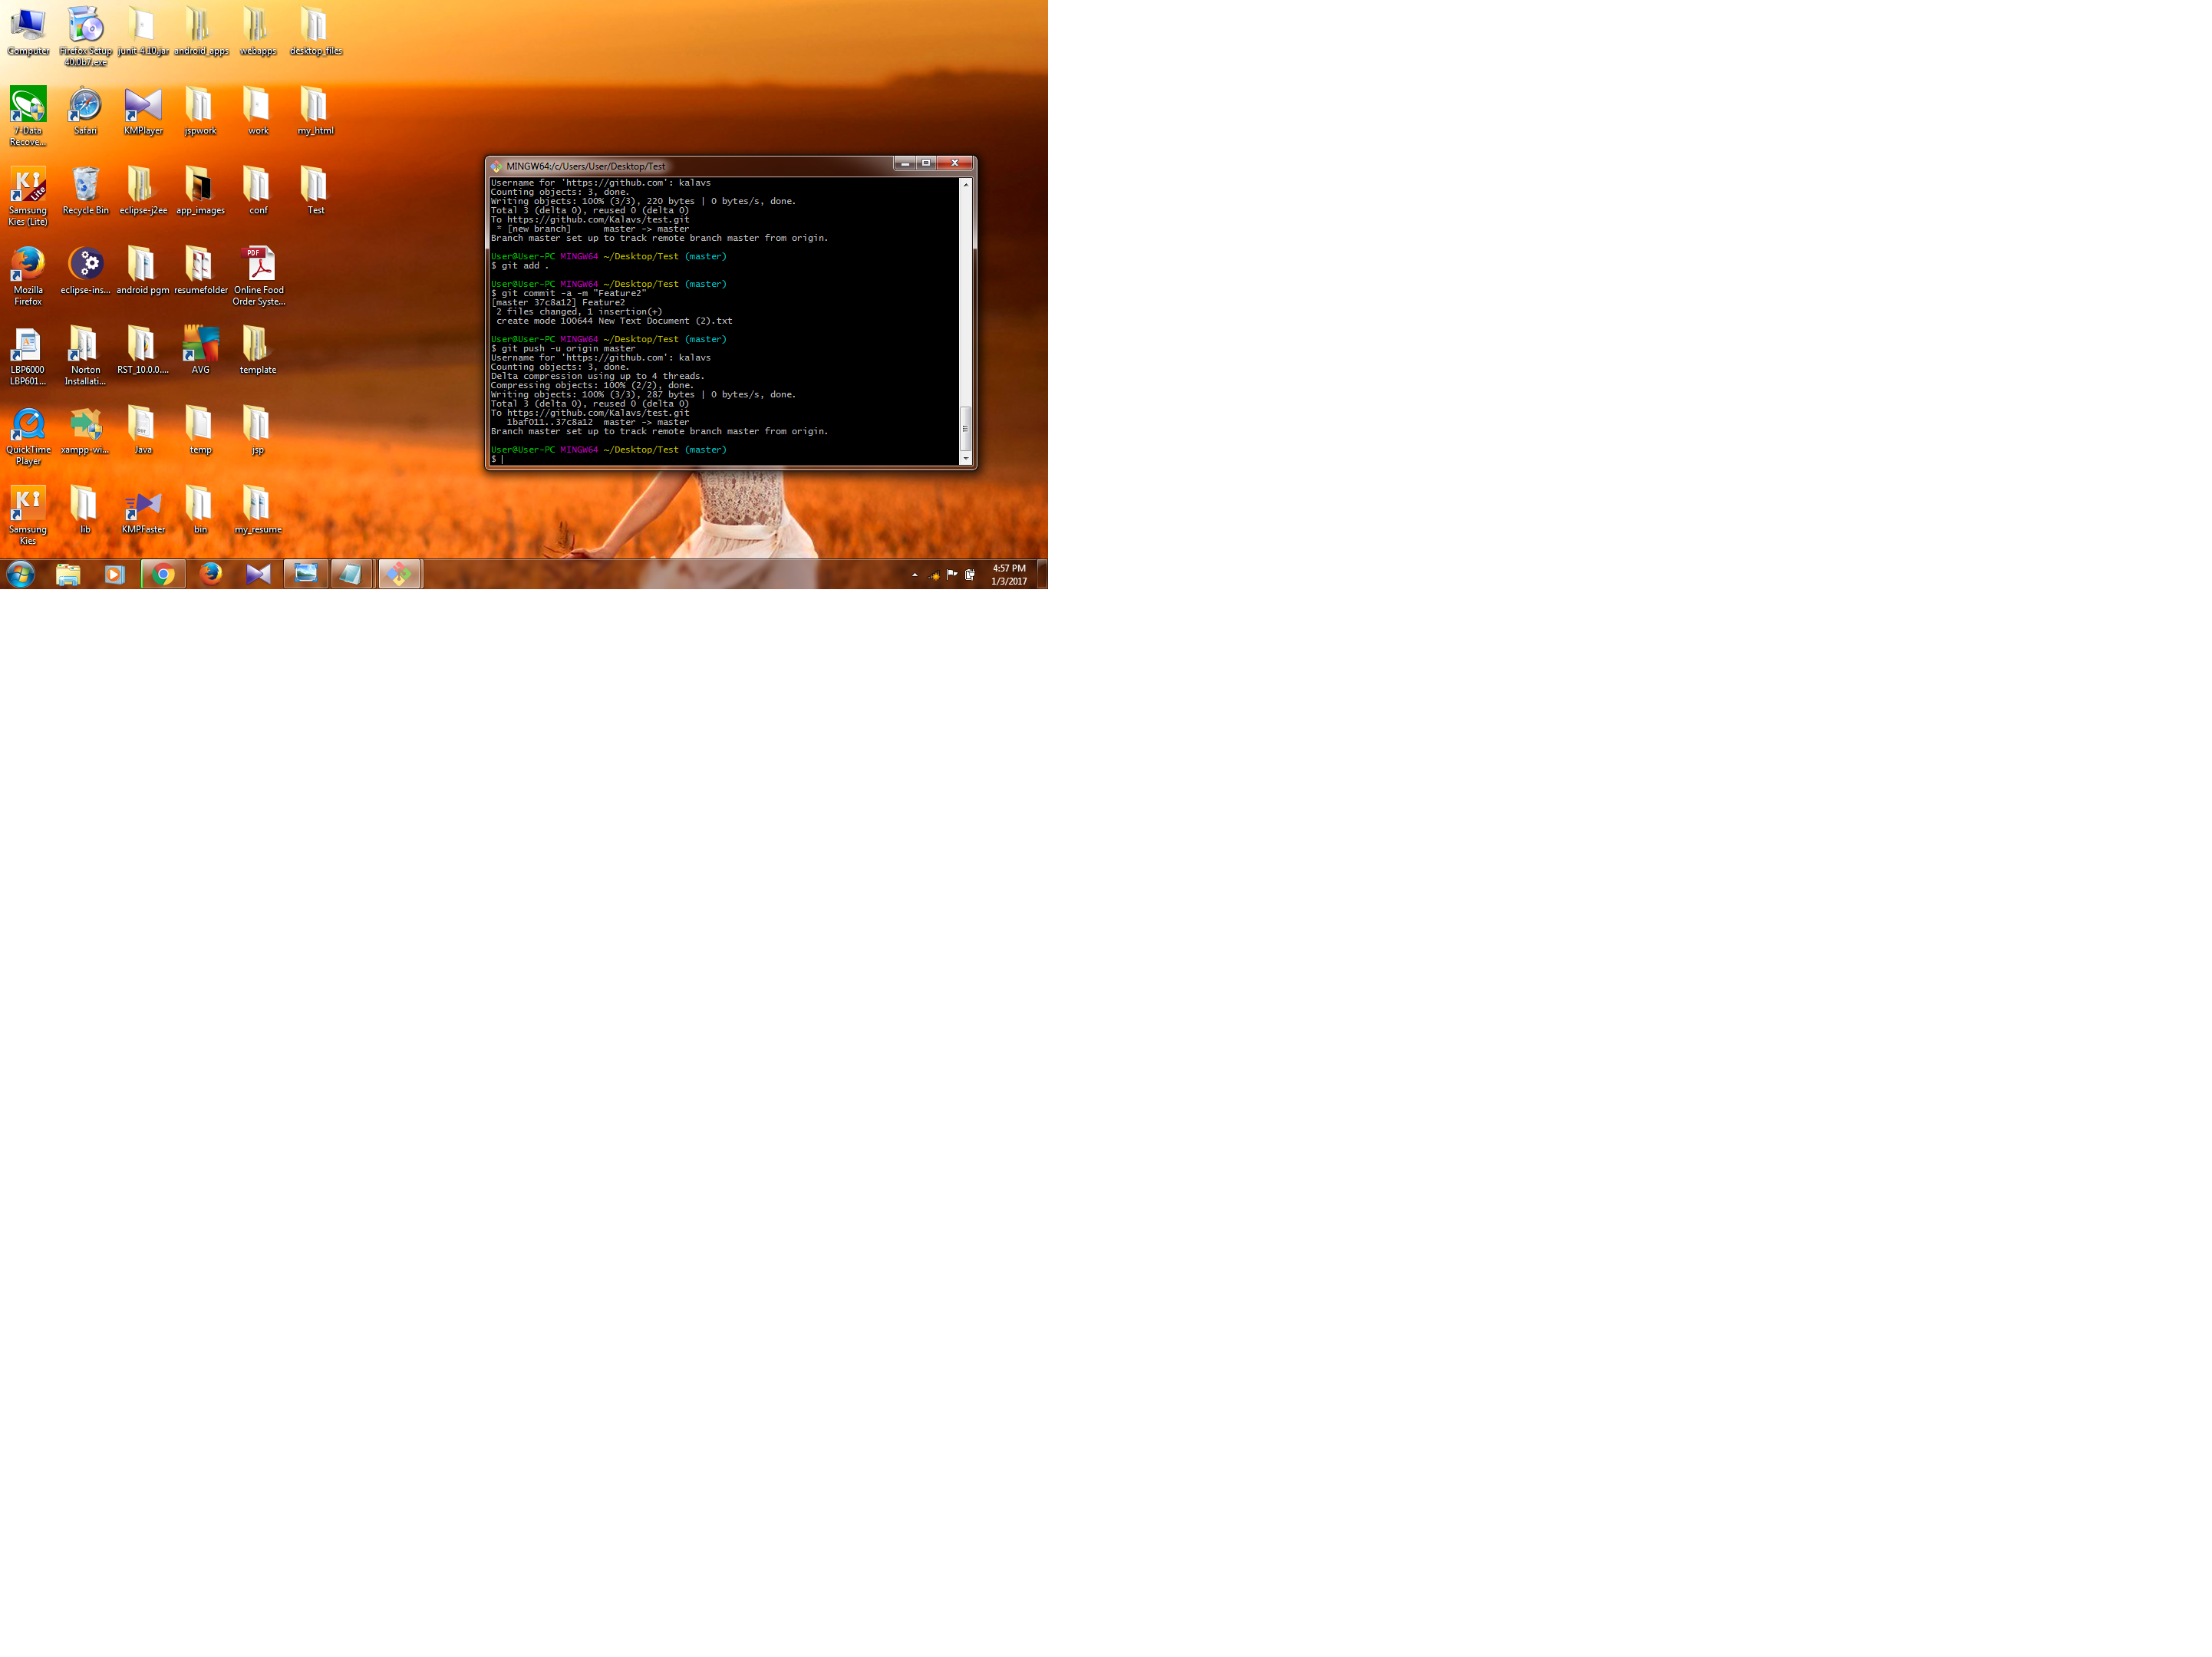 Computer
Firefox Setup
40.0b7.exe
junit-4.10.jar
android_apps
webapps
desktop_files
7-Data
Recove...
Safari
KMPlayer
jspwork
work
my_html
Samsung
Kies (Lite)
Recycle Bin
eclipse-j2ee
app_images
conf
Test
Mozilla
Firefox
eclipse-ins...
android pgm
resumefolder
Online Food
Order Syste...
LBP6000
LBP601...
Norton
Installati...
RST_10.0.0....
AVG
template
QuickTime
Player
xampp-wi...
Java
temp
jsp
Samsung
Kies
lib
KMPFaster
bin
my_resume
MINGW64:/c/Users/User/Desktop/Test
Username for 'https://github.com': kalavs
Counting objects: 3, done.
Writing objects: 100% (3/3), 220 bytes | 0 bytes/s, done.
Total 3 (delta 0), reused 0 (delta 0)
To https://github.com/Kalavs/test.git
 * [new branch]      master -> master
Branch master set up to track remote branch master from origin.
User@User-PC MINGW64 ~/Desktop/Test (master)
$ git add .
User@User-PC MINGW64 ~/Desktop/Test (master)
$ git commit -a -m "Feature2"
[master 37c8a12] Feature2
 2 files changed, 1 insertion(+)
 create mode 100644 New Text Document (2).txt
User@User-PC MINGW64 ~/Desktop/Test (master)
$ git push -u origin master
Username for 'https://github.com': kalavs
Counting objects: 3, done.
Delta compression using up to 4 threads.
Compressing objects: 100% (2/2), done.
Writing objects: 100% (3/3), 287 bytes | 0 bytes/s, done.
Total 3 (delta 0), reused 0 (delta 0)
To https://github.com/Kalavs/test.git
   1baf011..37c8a12  master -> master
Branch master set up to track remote branch master from origin.
User@User-PC MINGW64 ~/Desktop/Test (master)
$
4:57 PM
1/3/2017